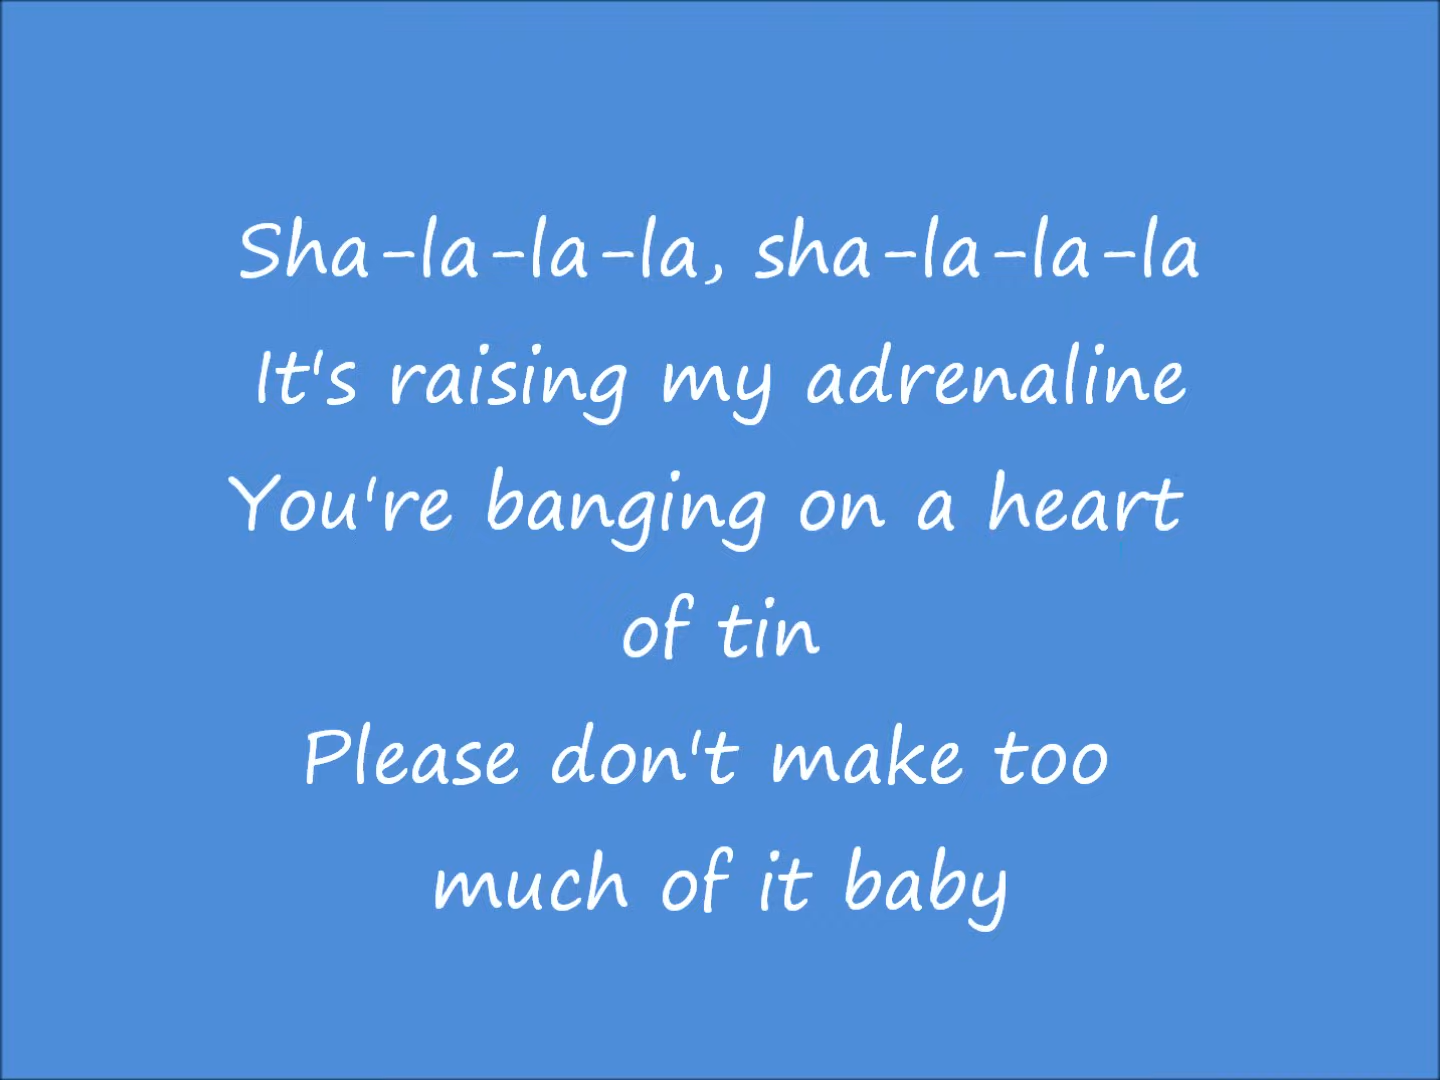 Sha-la-la-la, sha-la-la-la
It's raising my adrenaline
You're banging on a heart
of tin
Please don't make too
much of it baby